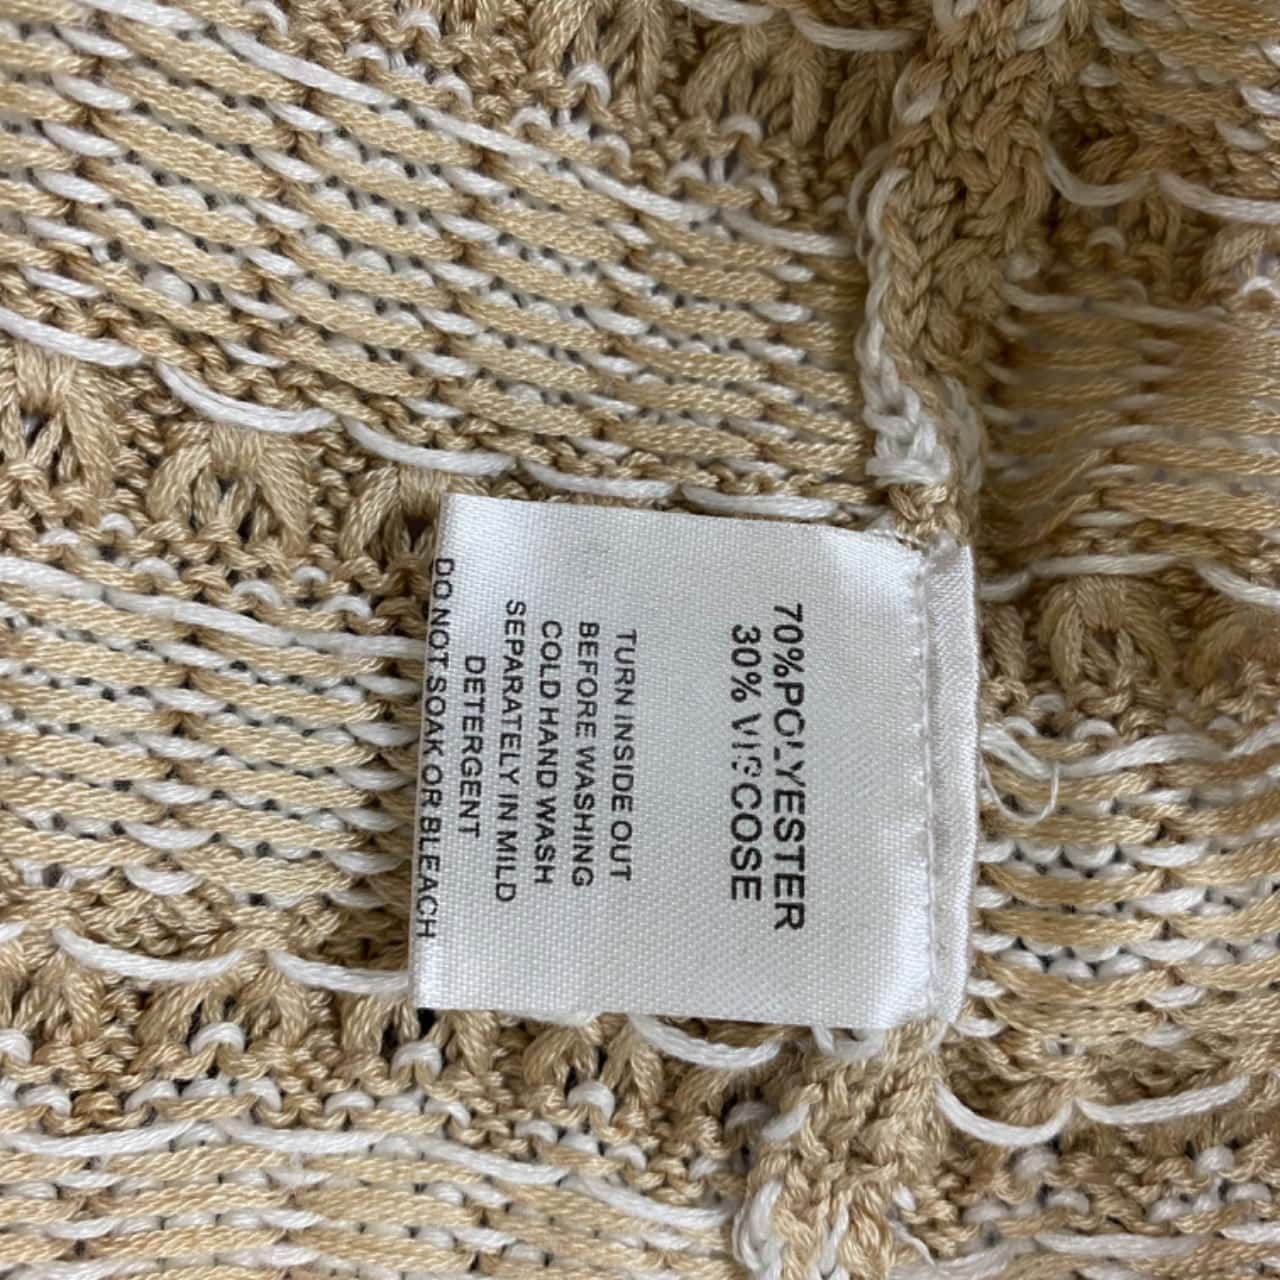 70%POLYESTER
30% VISCOSE
TURN INSIDE OUT
BEFORE WASHING
COLD HAND WASH
SEPARATELY IN MILD
DETERGENT
DO NOT SOAK OR BLEACH